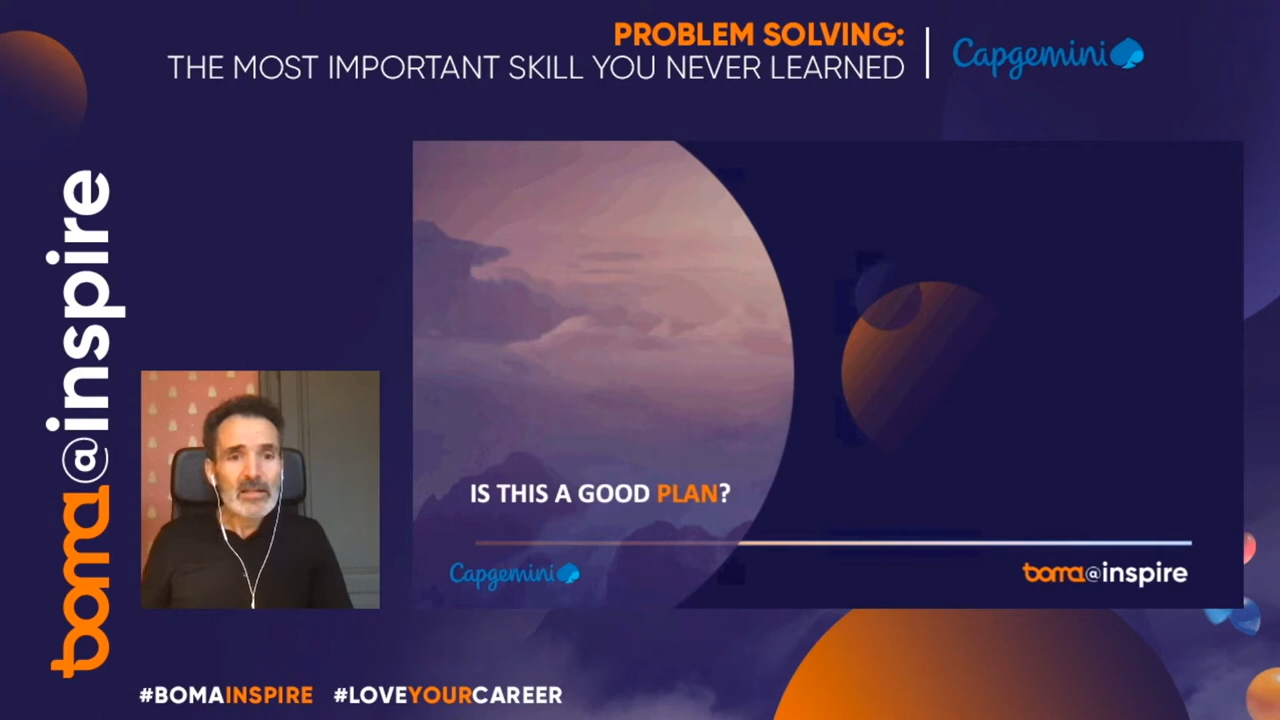 PROBLEM SOLVING:
THE MOST IMPORTANT SKILL YOU NEVER LEARNED
Capgemini
boma@inspire
IS THIS A GOOD PLAN?
Capgemini
boma@inspire
#BOMAINSPIRE #LOVEYOURCAREER